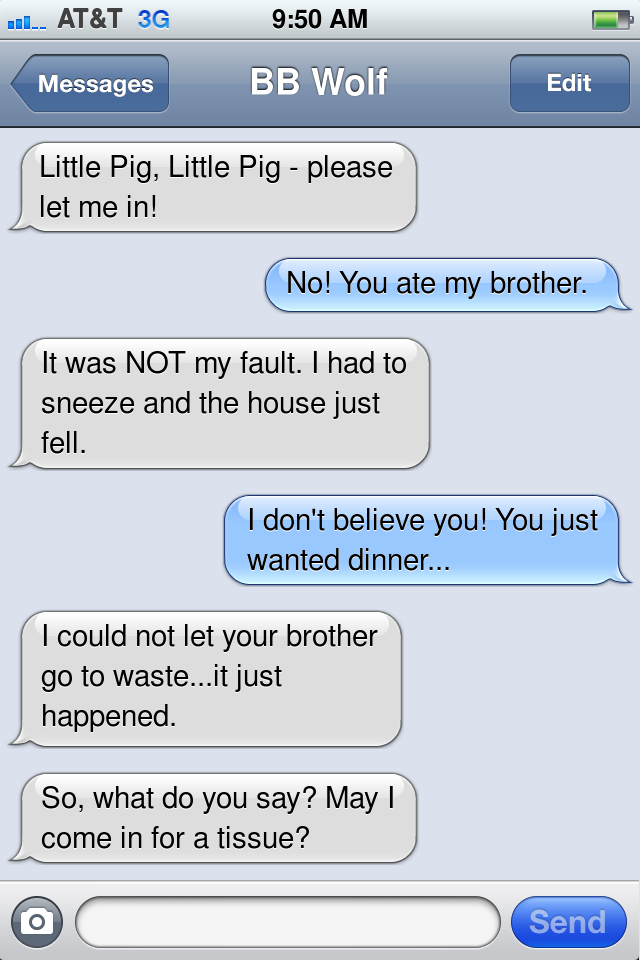 AT&T 3G 9:50 AM
Messages BB Wolf Edit
Little Pig, Little Pig - please
let me in!
No! You ate my brother.
It was NOT my fault. I had to
sneeze and the house just
fell.
I don't believe you! You just
wanted dinner...
I could not let your brother
go to waste...it just
happened.
So, what do you say? May I
come in for a tissue?
Send